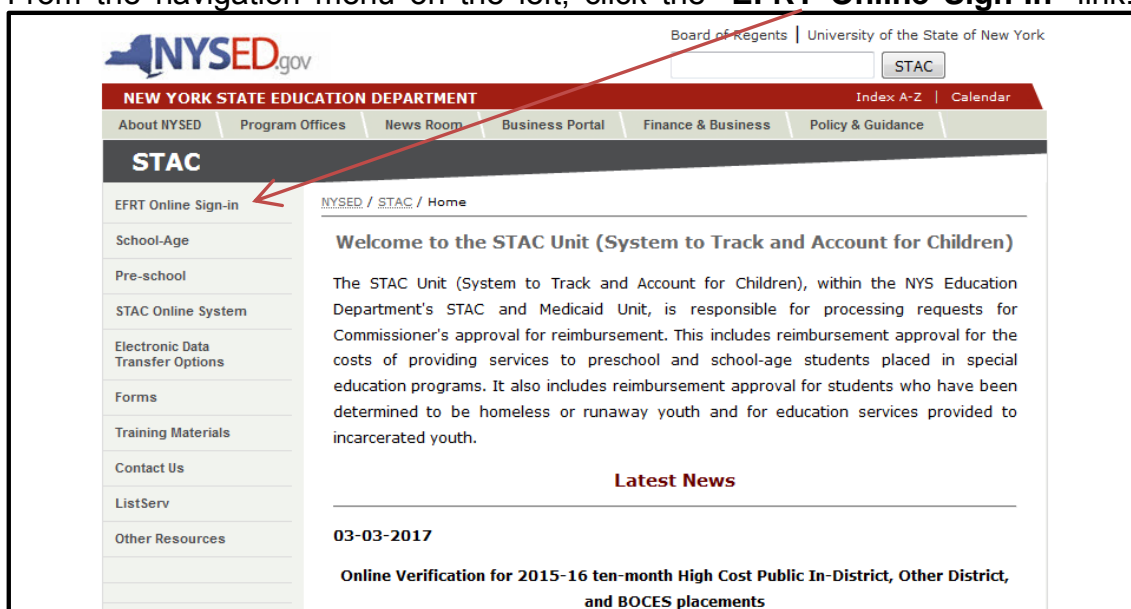 From the navigation menu on the left, click the "EFRT Online Sign-in" link.
Board of Regents | University of the State of New York
NYSED.gov
STAC
NEW YORK STATE EDUCATION DEPARTMENT
Index A-Z | Calendar
About NYSED Program Offices News Room Business Portal Finance & Business Policy & Guidance
STAC
EFRT Online Sign-in
School-Age
Pre-school
STAC Online System
Electronic Data
Transfer Options
Forms
Training Materials
Contact Us
ListServ
Other Resources
NYSED / STAC / Home
Welcome to the STAC Unit (System to Track and Account for Children)
The STAC Unit (System to Track and Account for Children), within the NYS Education
Department's STAC and Medicaid Unit, is responsible for processing requests for
Commissioner's approval for reimbursement. This includes reimbursement approval for the
costs of providing services to preschool and school-age students placed in special
education programs. It also includes reimbursement approval for students who have been
determined to be homeless or runaway youth and for education services provided to
incarcerated youth.
Latest News
03-03-2017
Online Verification for 2015-16 ten-month High Cost Public In-District, Other District,
and BOCES placements